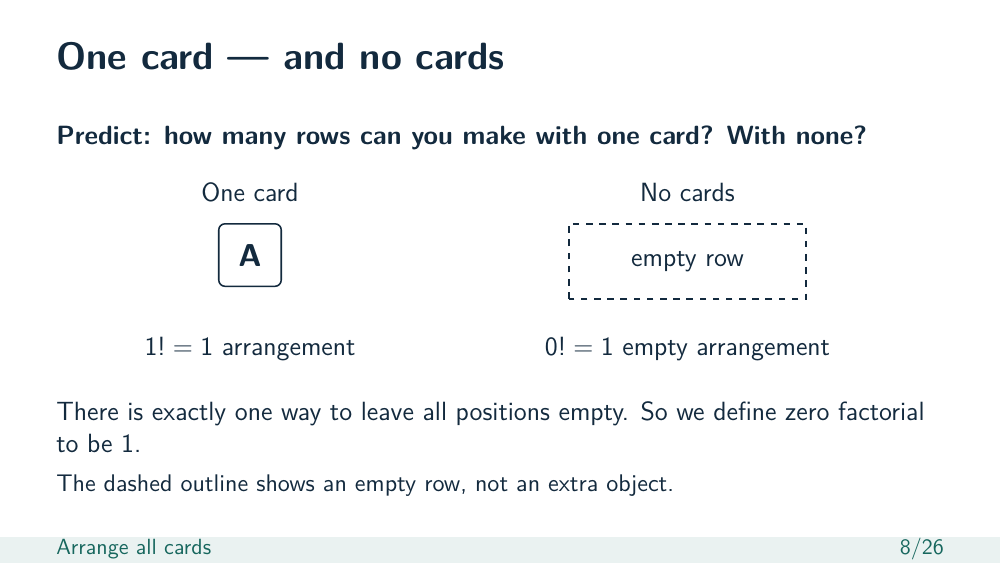 One card — and no cards
Predict: how many rows can you make with one card? With none?
One card
No cards
A
empty row
1! = 1 arrangement
0! = 1 empty arrangement
There is exactly one way to leave all positions empty. So we define zero factorial
to be 1.
The dashed outline shows an empty row, not an extra object.
Arrange all cards
8/26